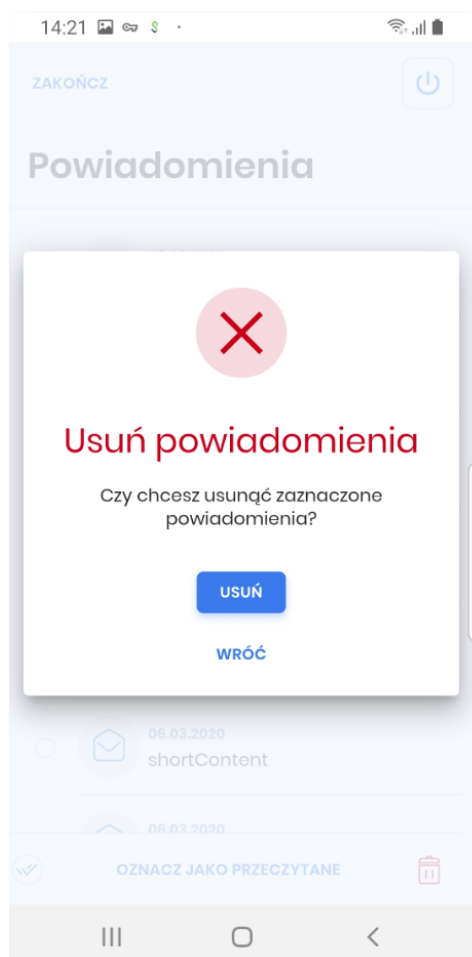 14:21
ZAKOŃCZ
Powiadomienia
Usuń powiadomienia
Czy chcesz usunąć zaznaczone
powiadomienia?
USUŃ
WRÓĆ
06.03.2020
shortContent
06.03.2020
OZNACZ JAKO PRZECZYTANE